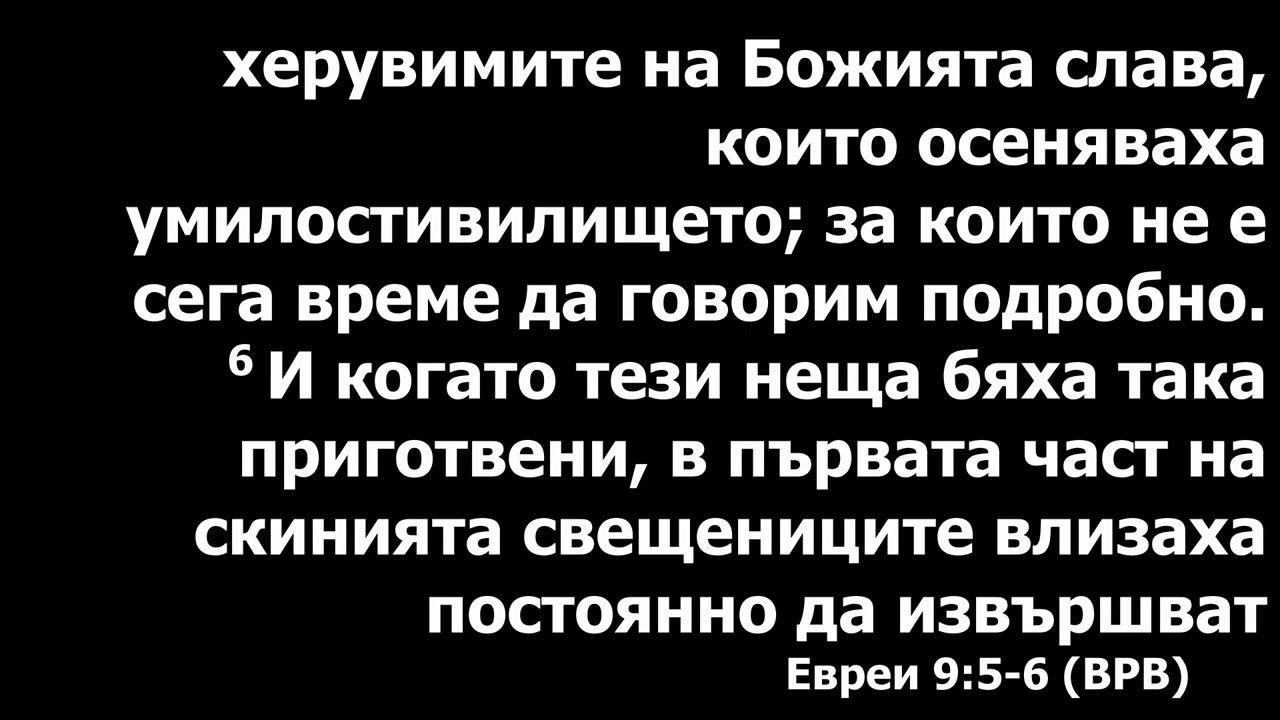 херувимите на Божията слава,
които осеняваха
умилостивилището; за които не е
сега време да говорим подробно.
6 И когато тези неща бяха така
приготвени, в първата част на
скинията свещениците влизаха
постоянно да извършват
Евреи 9:5-6 (ВРВ)